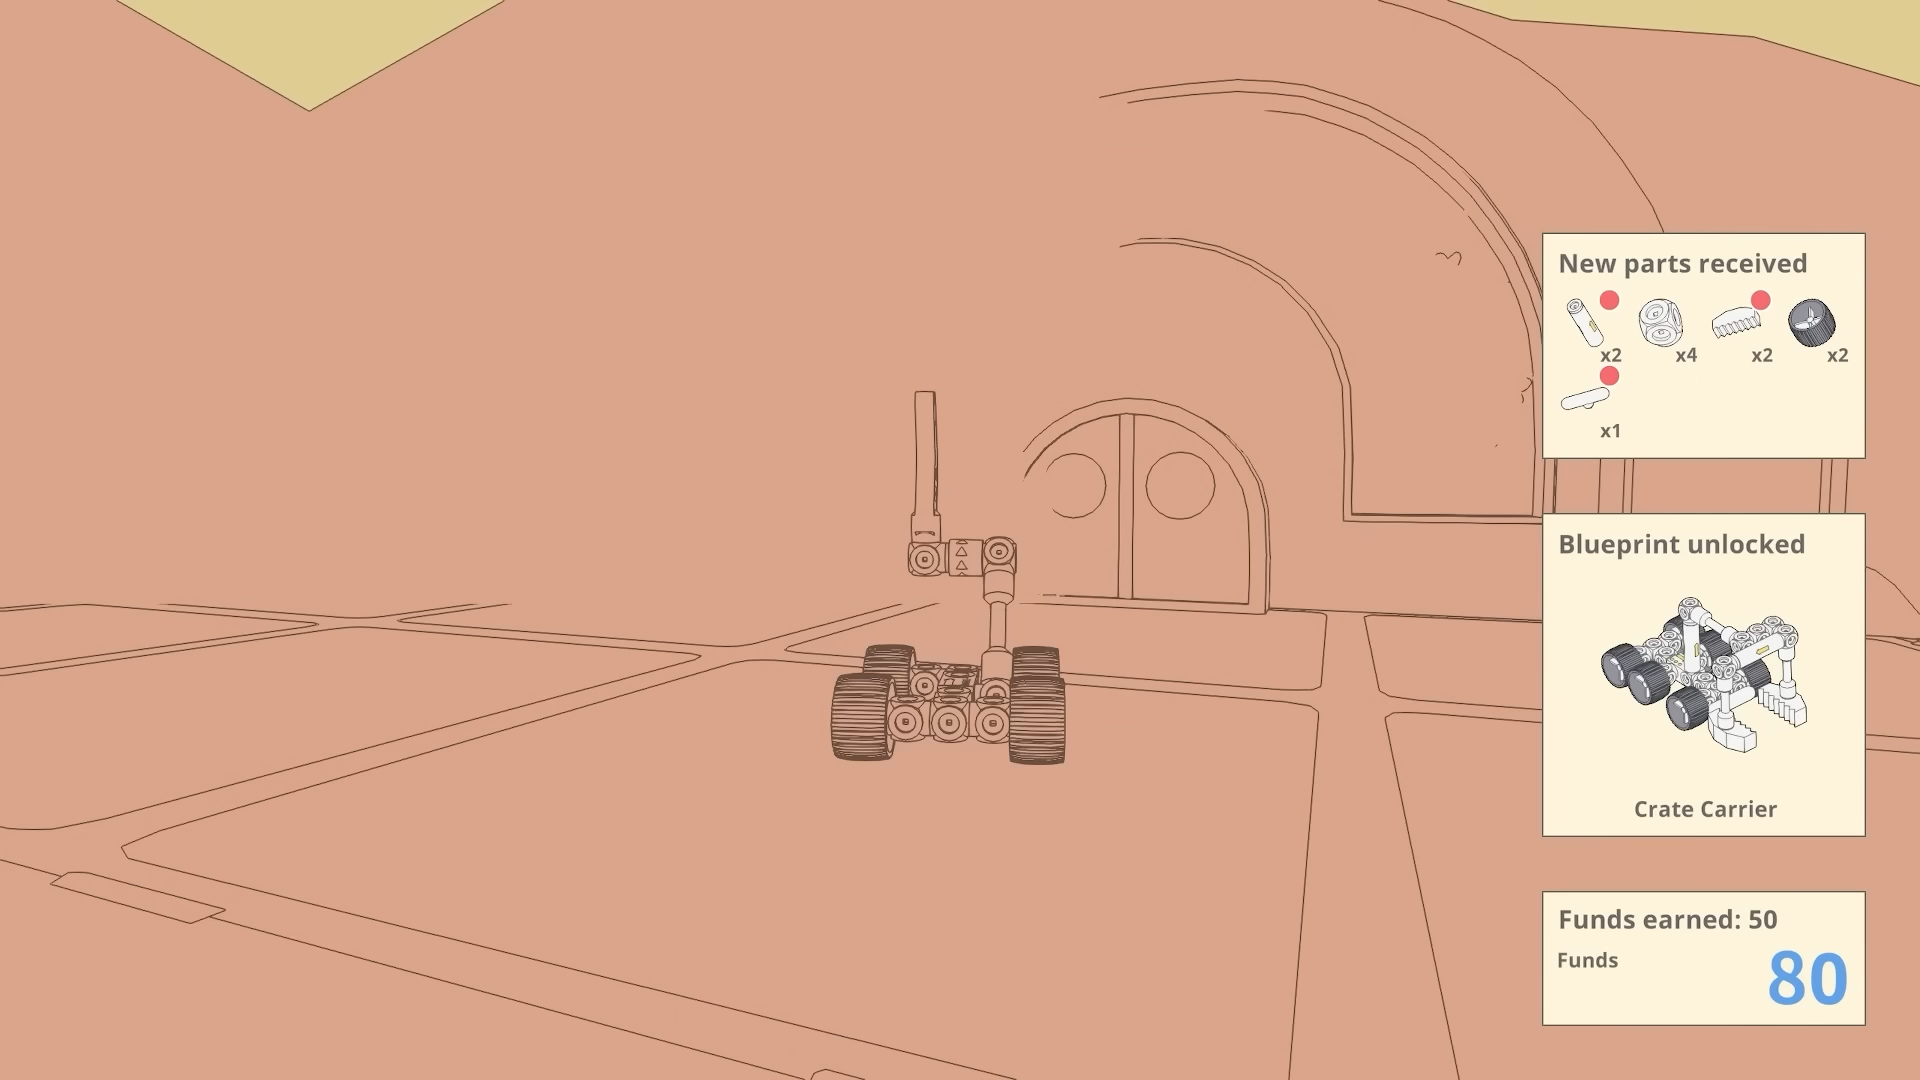 New parts received
x2 x4 x2 x2
x1
Blueprint unlocked
Crate Carrier
Funds earned: 50
Funds 80